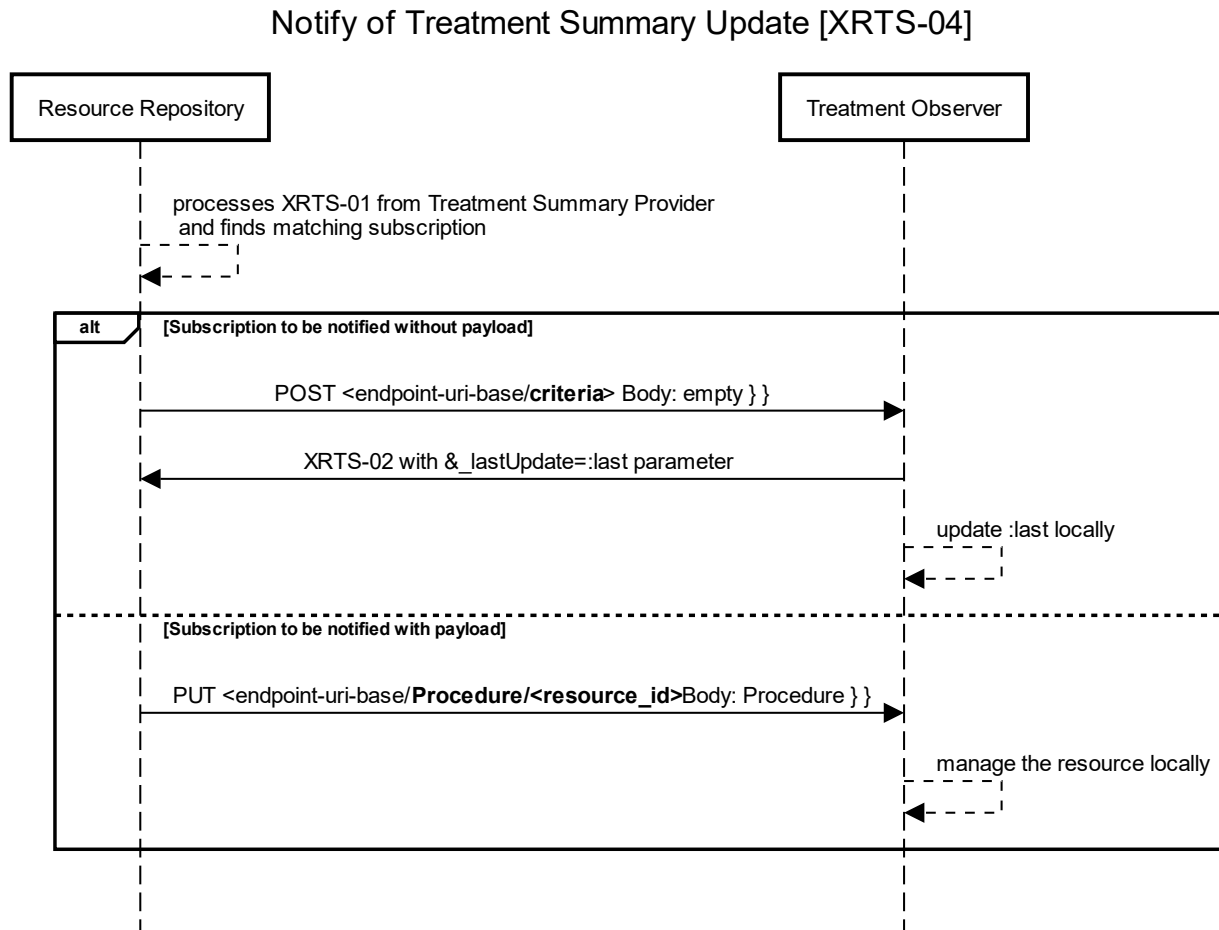 Notify of Treatment Summary Update [XRTS-04]
Resource Repository
Treatment Observer
processes XRTS-01 from Treatment Summary Provider
and finds matching subscription
alt
[Subscription to be notified without payload]
POST <endpoint-uri-base/criteria> Body: empty } }
XRTS-02 with &_lastUpdate=:last parameter
update :last locally
[Subscription to be notified with payload]
PUT <endpoint-uri-base/Procedure/<resource_id>Body: Procedure } }
manage the resource locally